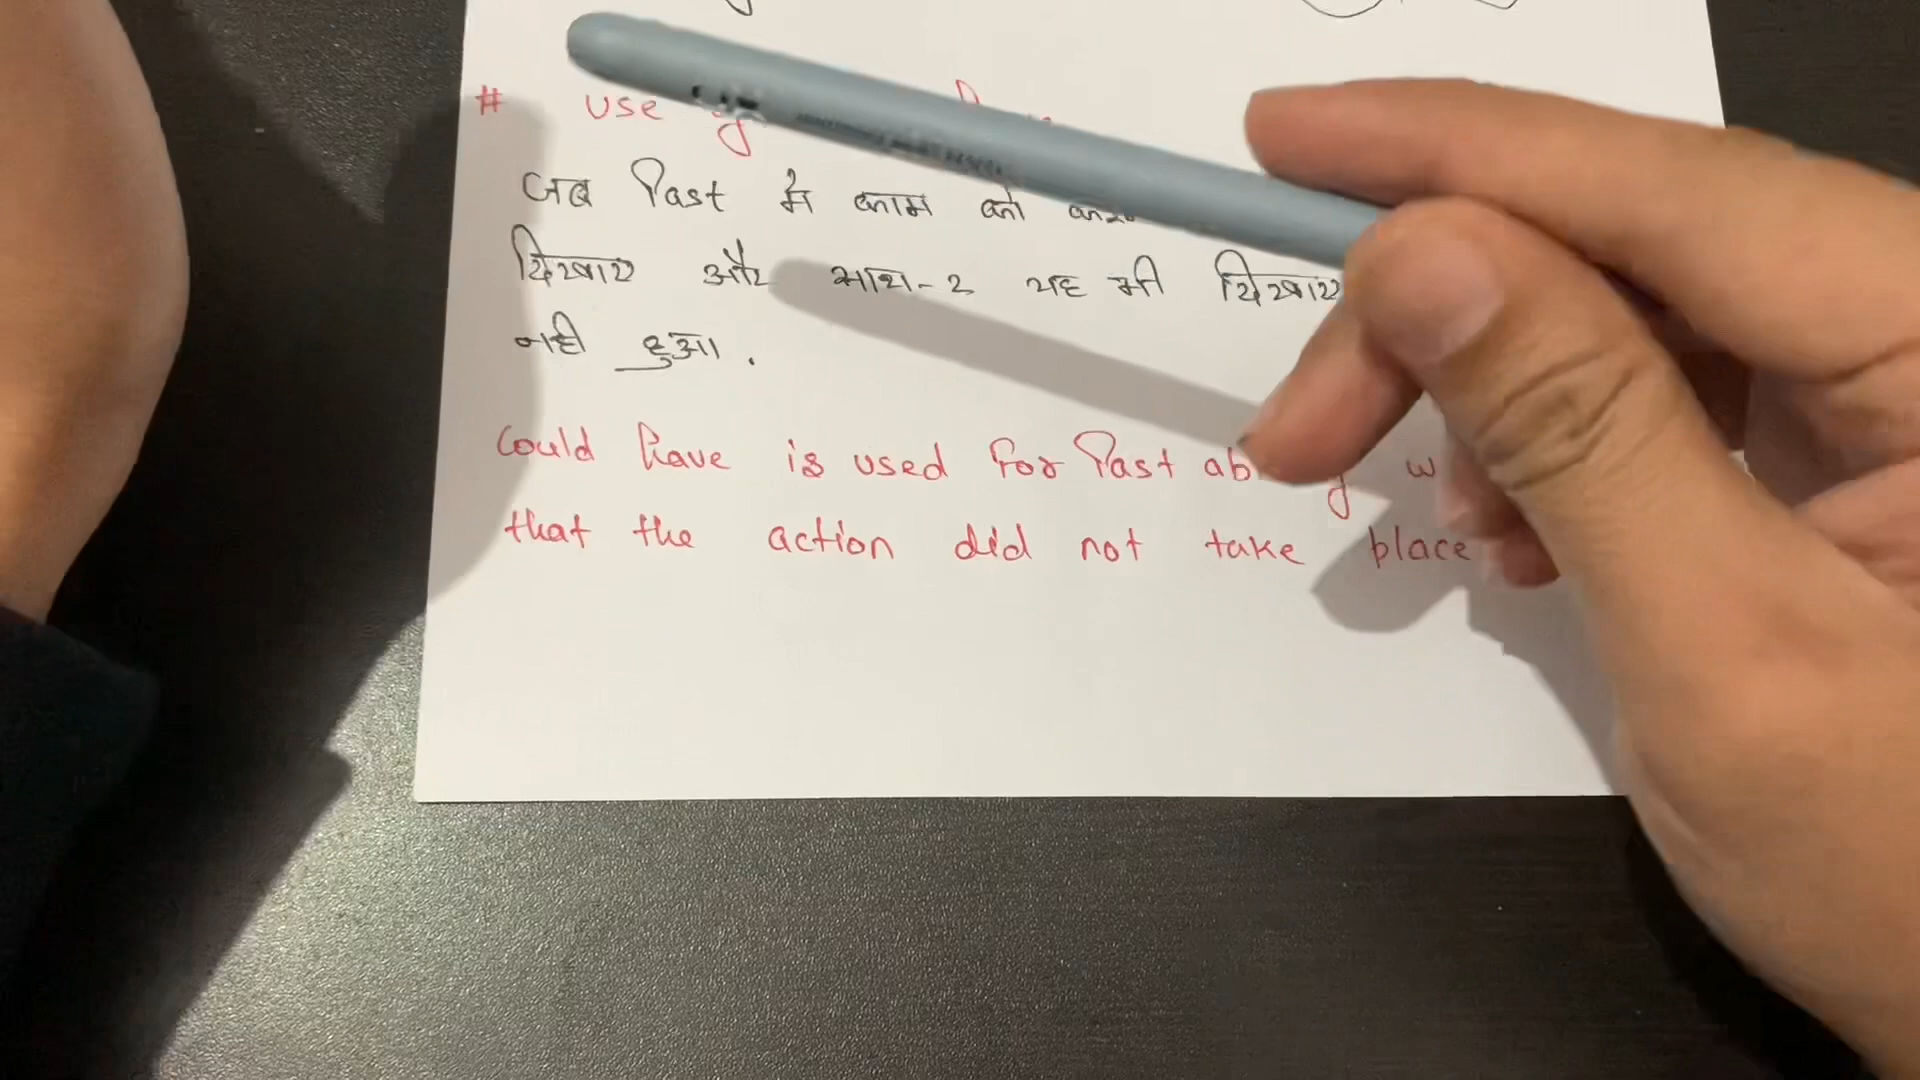 # use
जब Past में काम को
दिखाए और साथ-2 यह भी दिखाए
नही हुआ .
Could have is used for Past
that the action did not take place